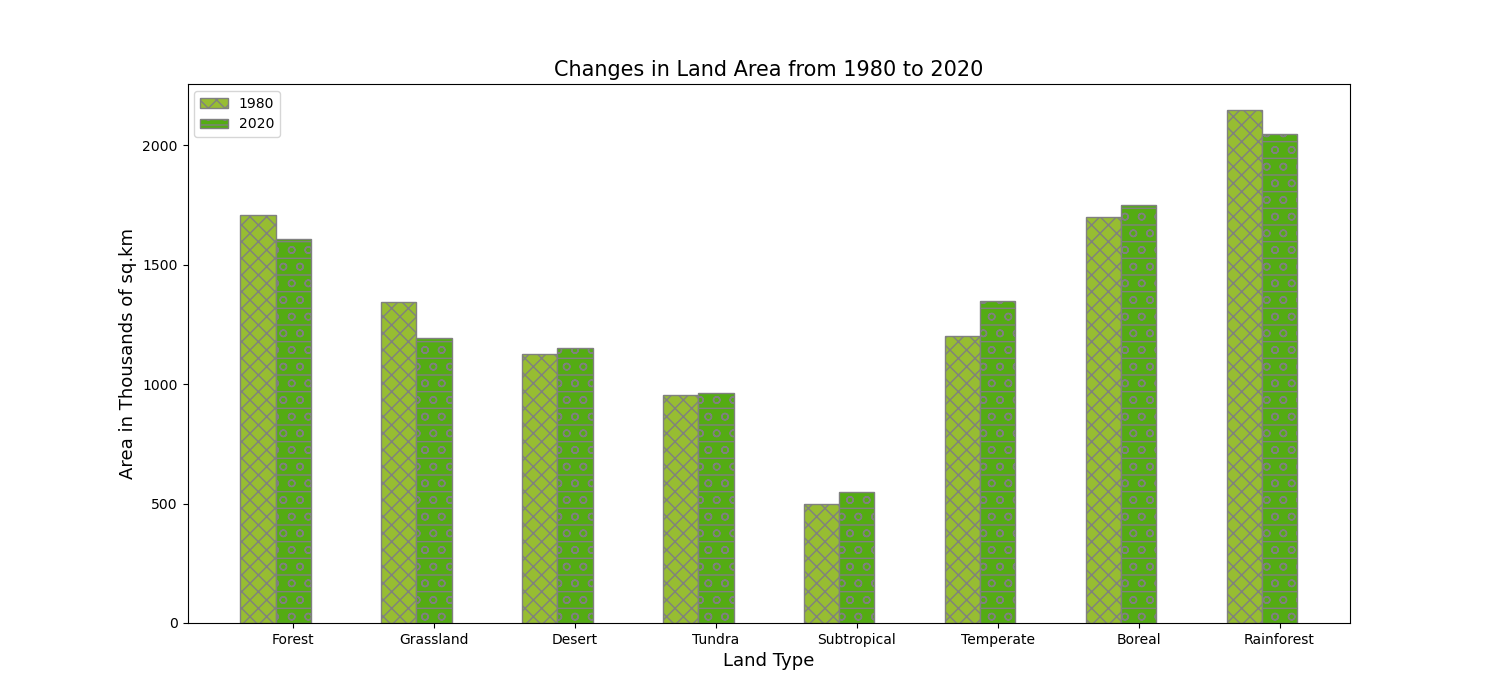 Changes in Land Area from 1980 to 2020
1980
2020
Area in Thousands of sq.km
2000
1500
1000
500
0
Forest Grassland Desert Tundra Subtropical Temperate Boreal Rainforest
Land Type